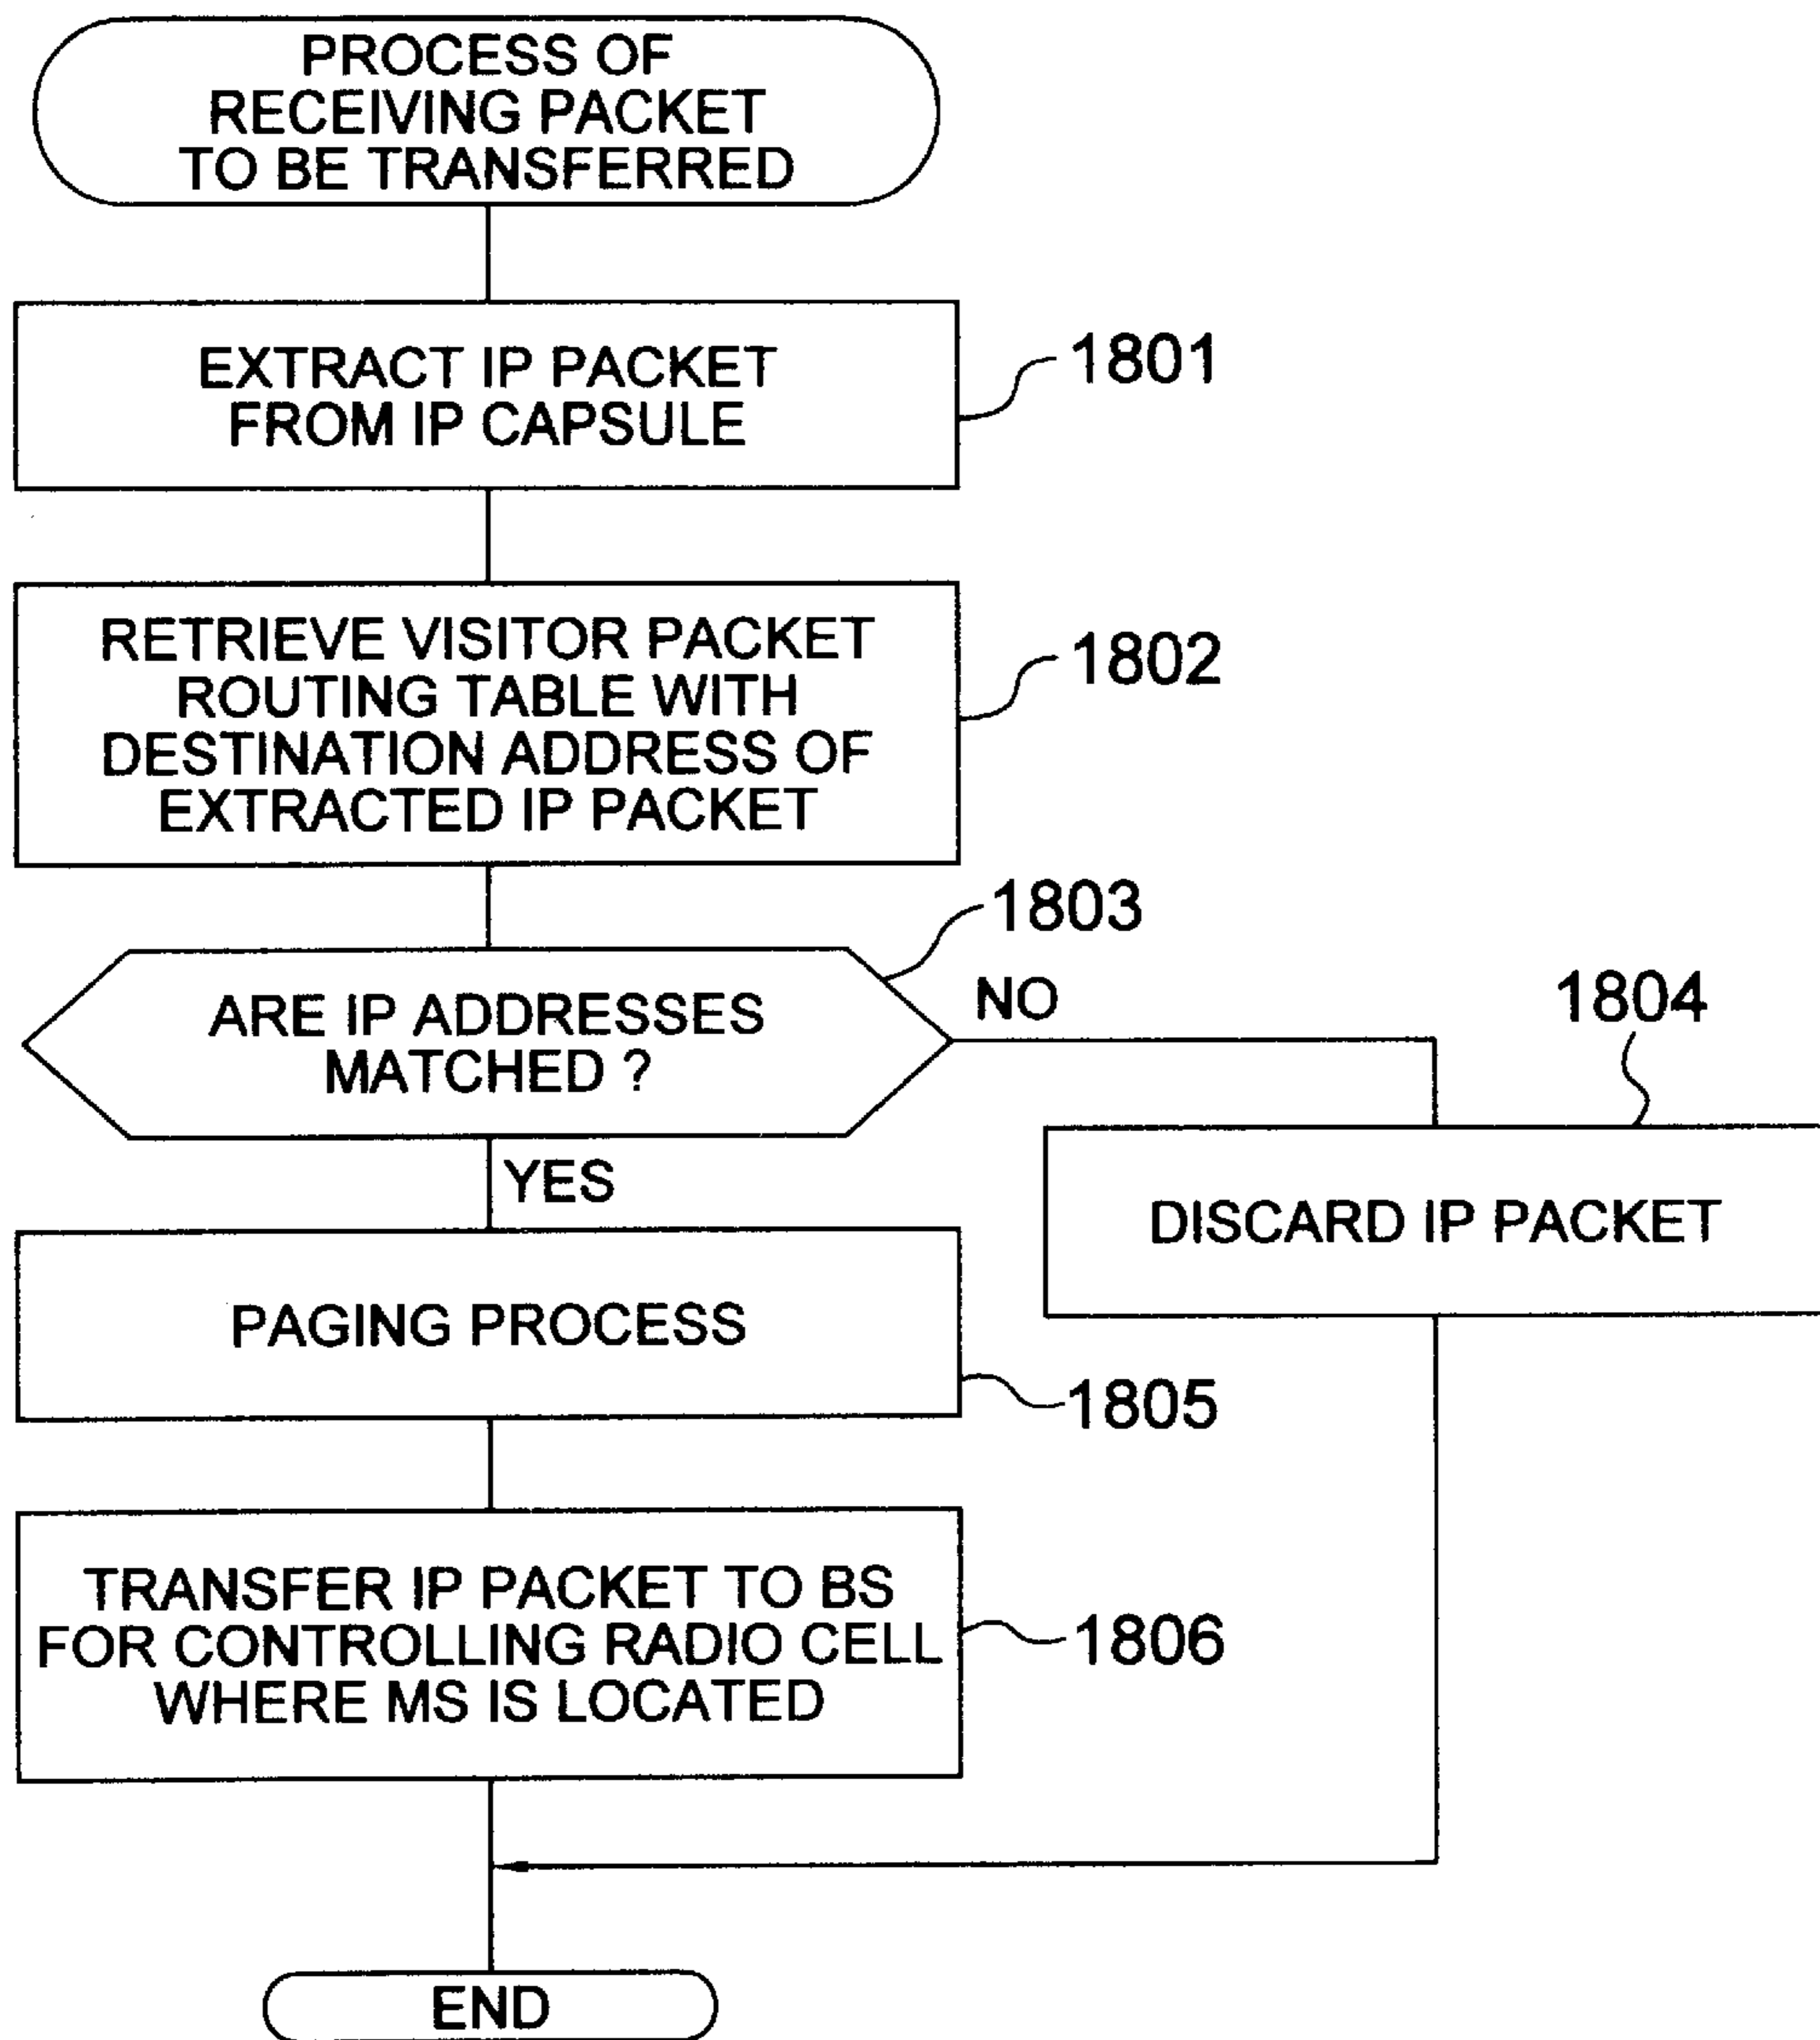 PROCESS OF
RECEIVING PACKET
TO BE TRANSFERRED
EXTRACT IP PACKET
FROM IP CAPSULE
1801
RETRIEVE VISITOR PACKET
ROUTING TABLE WITH
DESTINATION ADDRESS OF
EXTRACTED IP PACKET
1802
1803
ARE IP ADDRESSES
MATCHED ?
NO
1804
YES
DISCARD IP PACKET
PAGING PROCESS
1805
TRANSFER IP PACKET TO BS
FOR CONTROLLING RADIO CELL
WHERE MS IS LOCATED
1806
END